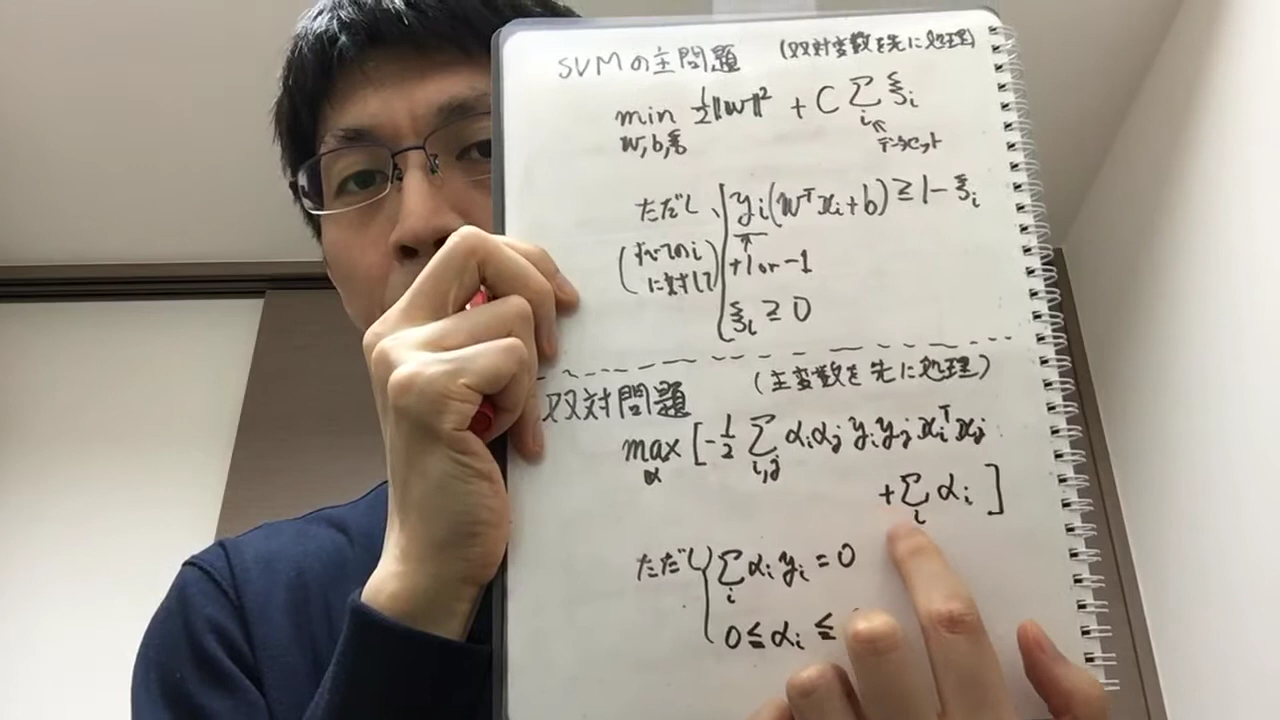 SVMの主問題 (双対変数を先に処理)
min 1/2||w||² + C Σ ξi
w,b,ξ i
データセット
ただし、 yi(wᵀxi+b) ≧ 1-ξi
(すべてのi +1 or -1
に対して)
ξi ≧ 0
双対問題 (主変数を先に処理)
max [-1/2 Σ αiαj yiyj xiᵀxj
α i,j
+Σ αi]
i
ただし Σ αi yi = 0
i
0 ≦ αi ≦